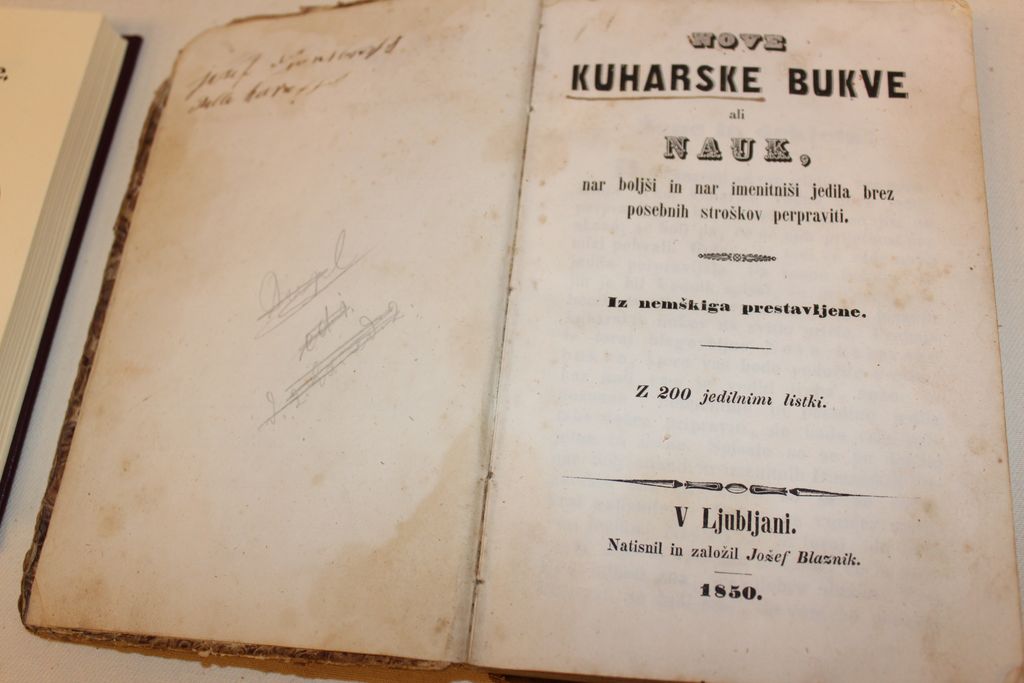 Josef
NOVE
KUHARSKE BUKVE
ali
NAUK,
nar boljši in nar imenitniši jedila brez
posebnih stroškov perpraviti.
Iz nemškiga prestavljene.
Z 200 jedilnimi listki.
V Ljubljani.
Natisnil in založil Jožef Blaznik.
1850.